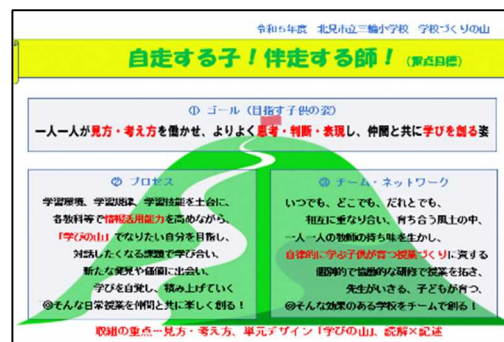 令和５年度　北見市立三輪小学校　学校づくりの山
自走する子！伴走する師！（重点目標）
① ゴール（目指す子供の姿）
一人一人が見方・考え方を働かせ、よりよく思考・判断・表現し、仲間と共に学びを創る姿
② プロセス
学習環境、学習規律、学習技能を土台に、
各教科等で情報活用能力を高めながら、
「学びの山」でなりたい自分を目指し、
対話したくなる課題で学び合い、
新たな発見や価値に出会い、
学びを自覚し、積み上げていく
◎そんな日常授業を仲間と共に楽しく創る！
③ チーム・ネットワーク
いつでも、どこでも、だれとでも、
相互に重なり合い、育ち合う風土の中、
一人一人の教師の持ち味を生かし、
自律的に学ぶ子供が育つ授業づくりに資する
個別的で協働的な研修で授業を拓き、
先生がいきる、子どもが育つ、
◎そんな効果のある学校をチームで創る！
取組の重点－見方・考え方、単元デザイン「学びの山」、読解×記述